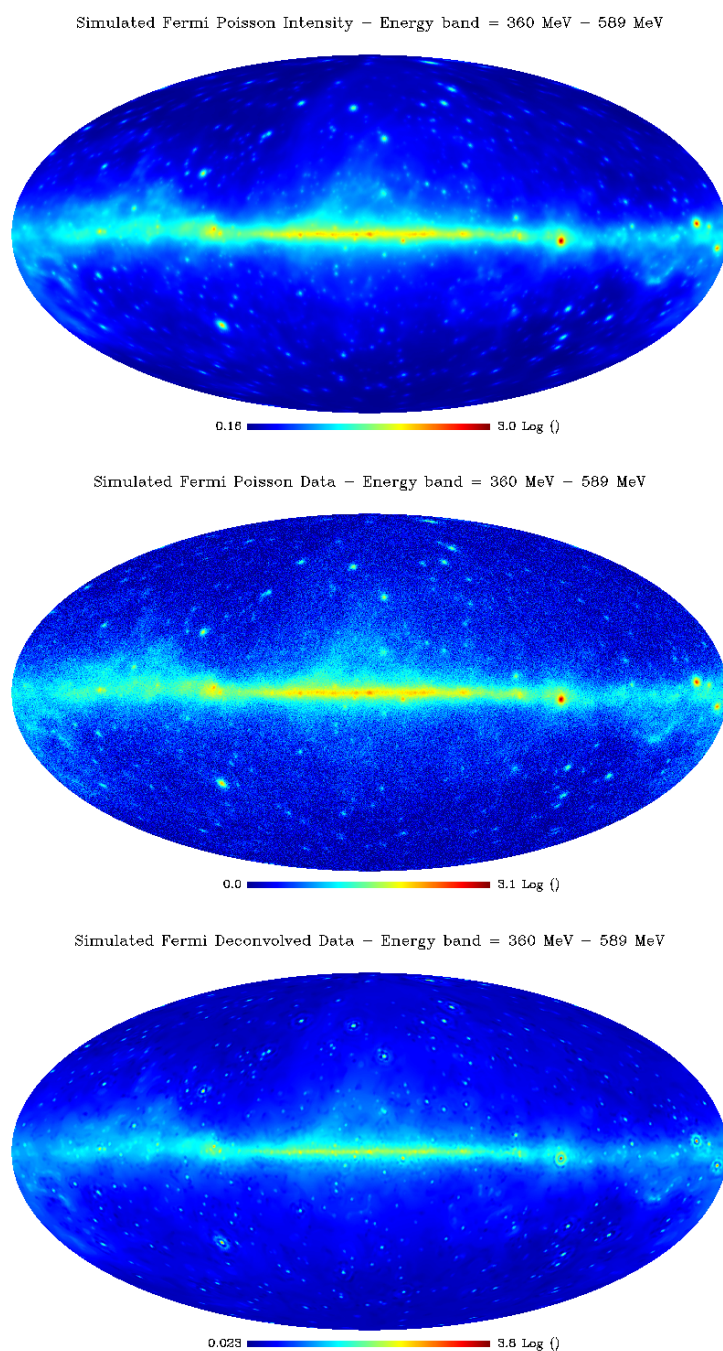 Simulated Fermi Poisson Intensity – Energy band = 360 MeV – 589 MeV
0.16 3.0 Log ()
Simulated Fermi Poisson Data – Energy band = 360 MeV – 589 MeV
0.0 3.1 Log ()
Simulated Fermi Deconvolved Data – Energy band = 360 MeV – 589 MeV
0.023 3.8 Log ()